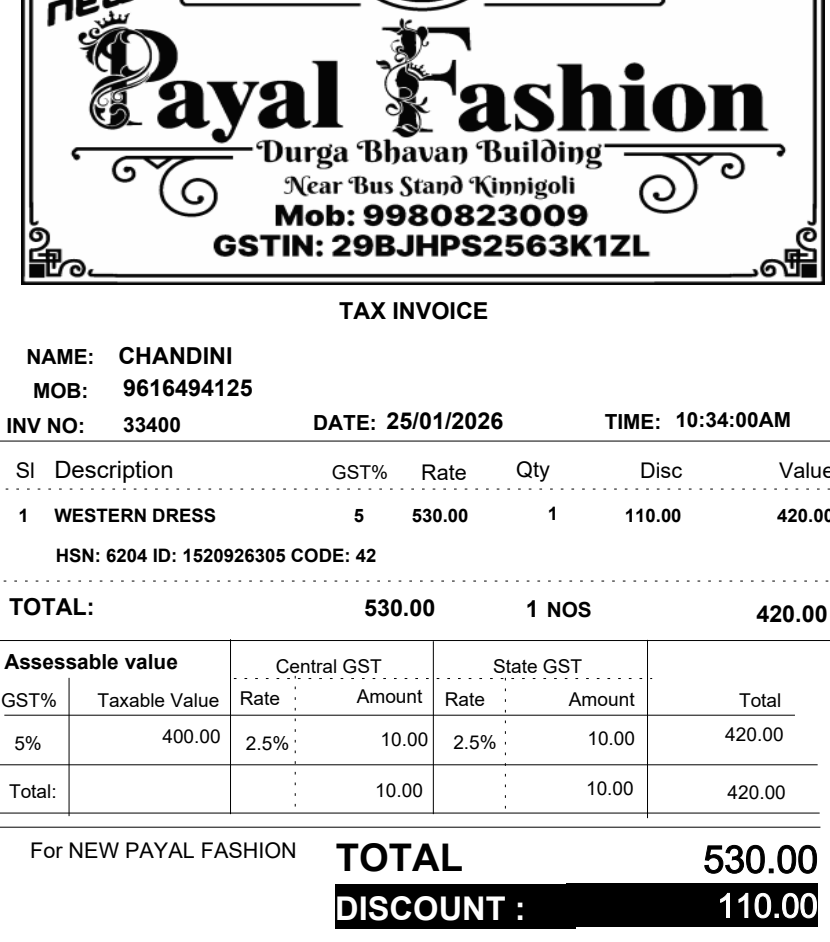 new
Payal Fashion
Durga Bhavan Building
Near Bus Stand Kinnigoli
Mob: 9980823009
GSTIN: 29BJHPS2563K1ZL
TAX INVOICE
NAME: CHANDINI
MOB: 9616494125
INV NO: 33400 DATE: 25/01/2026 TIME: 10:34:00AM
Sl Description GST% Rate Qty Disc Value
1 WESTERN DRESS 5 530.00 1 110.00 420.00
HSN: 6204 ID: 1520926305 CODE: 42
TOTAL: 530.00 1 NOS 420.00
Assessable value Central GST State GST
GST% Taxable Value Rate Amount Rate Amount Total
5% 400.00 2.5% 10.00 2.5% 10.00 420.00
Total: 10.00 10.00 420.00
For NEW PAYAL FASHION TOTAL 530.00
DISCOUNT : 110.00